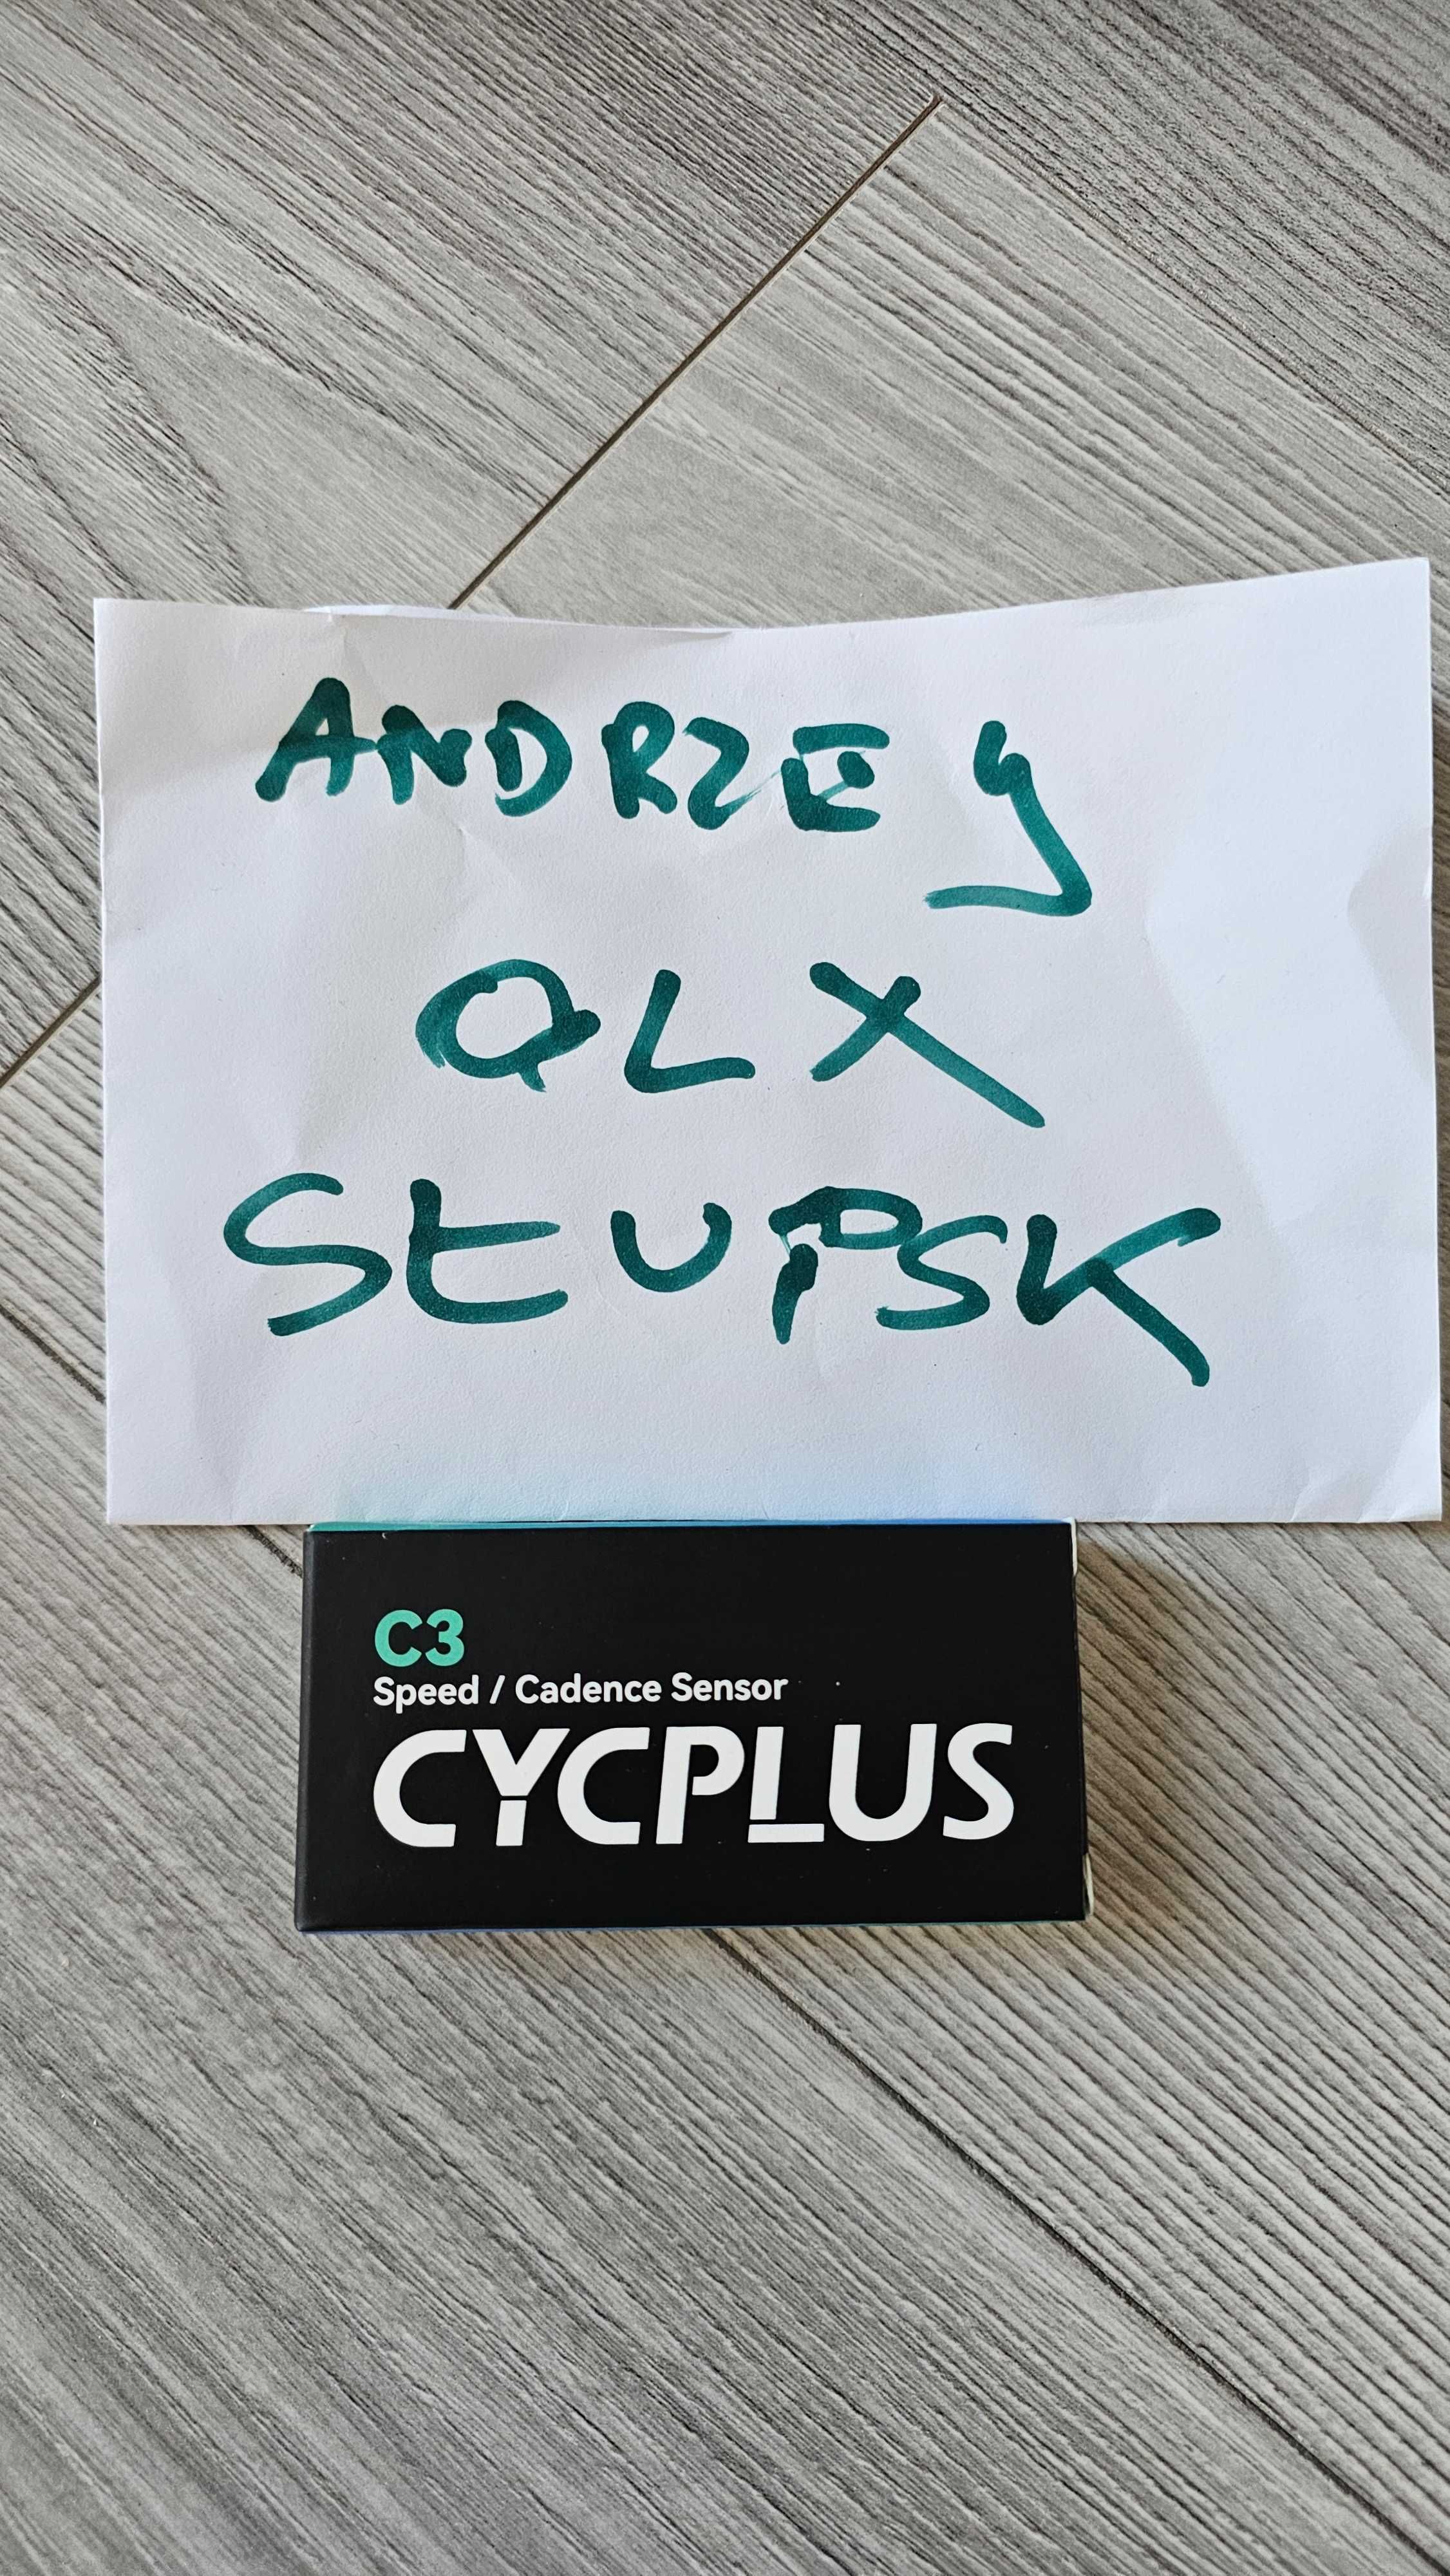 ANDRZEJ
OLX
SŁUPSK
C3
Speed / Cadence Sensor
CYCPLUS